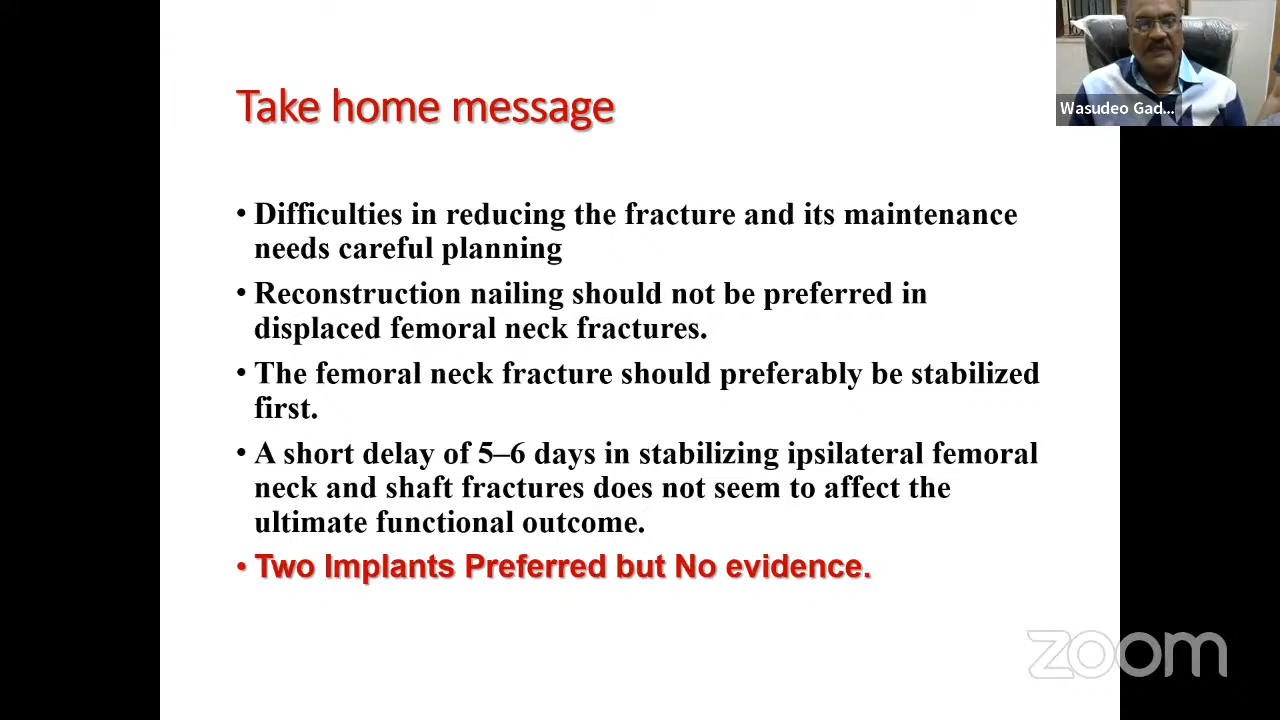 Wasudeo Gad...
Take home message
• Difficulties in reducing the fracture and its maintenance
needs careful planning
• Reconstruction nailing should not be preferred in
displaced femoral neck fractures.
• The femoral neck fracture should preferably be stabilized
first.
• A short delay of 5–6 days in stabilizing ipsilateral femoral
neck and shaft fractures does not seem to affect the
ultimate functional outcome.
• Two Implants Preferred but No evidence.
zoom